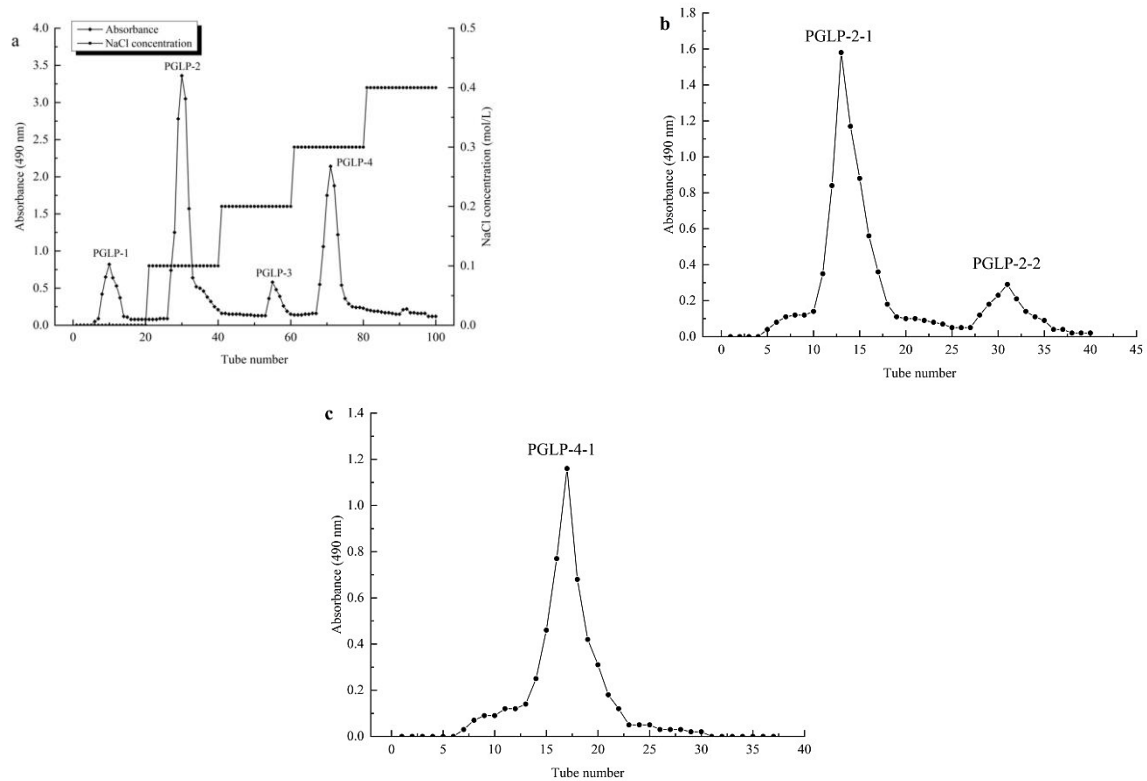 a
Absorbance
NaCl concentration
PGLP-1
PGLP-2
PGLP-3
PGLP-4
4.0
3.5
3.0
2.5
2.0
1.5
1.0
0.5
0.0
Absorbance (490 nm)
0.5
0.4
0.3
0.2
0.1
0.0
NaCl concentration (mol/L)
0 20 40 60 80 100
Tube number
b
PGLP-2-1
PGLP-2-2
1.8
1.6
1.4
1.2
1.0
0.8
0.6
0.4
0.2
0.0
Absorbance (490 nm)
0 5 10 15 20 25 30 35 40 45
Tube number
c
PGLP-4-1
1.4
1.2
1.0
0.8
0.6
0.4
0.2
0.0
Absorbance (490 nm)
0 5 10 15 20 25 30 35 40
Tube number